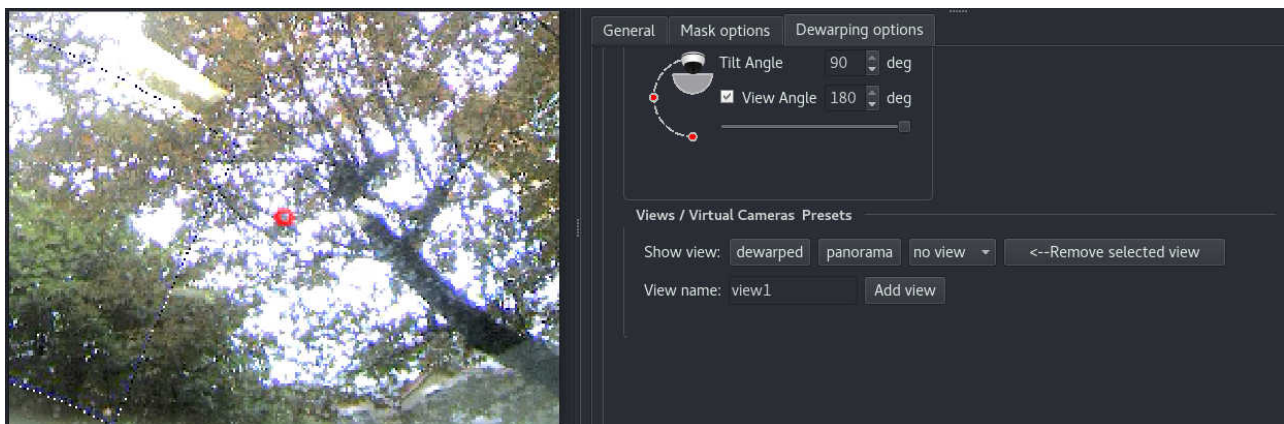 General Mask options Dewarping options
Tilt Angle 90 deg
View Angle 180 deg
Views / Virtual Cameras Presets
Show view: dewarped panorama no view <--Remove selected view
View name: view1 Add view